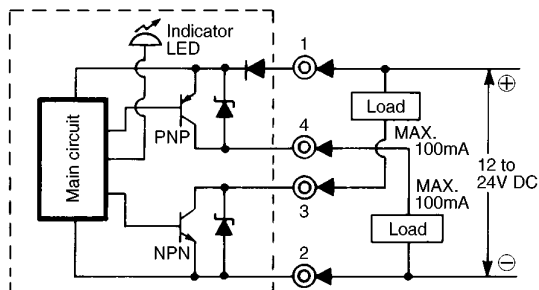 Indicator
LED
1
⊕
Load
Main circuit
PNP
4
MAX.
100mA
12 to
24V DC
MAX.
100mA
3
Load
NPN
2
⊖